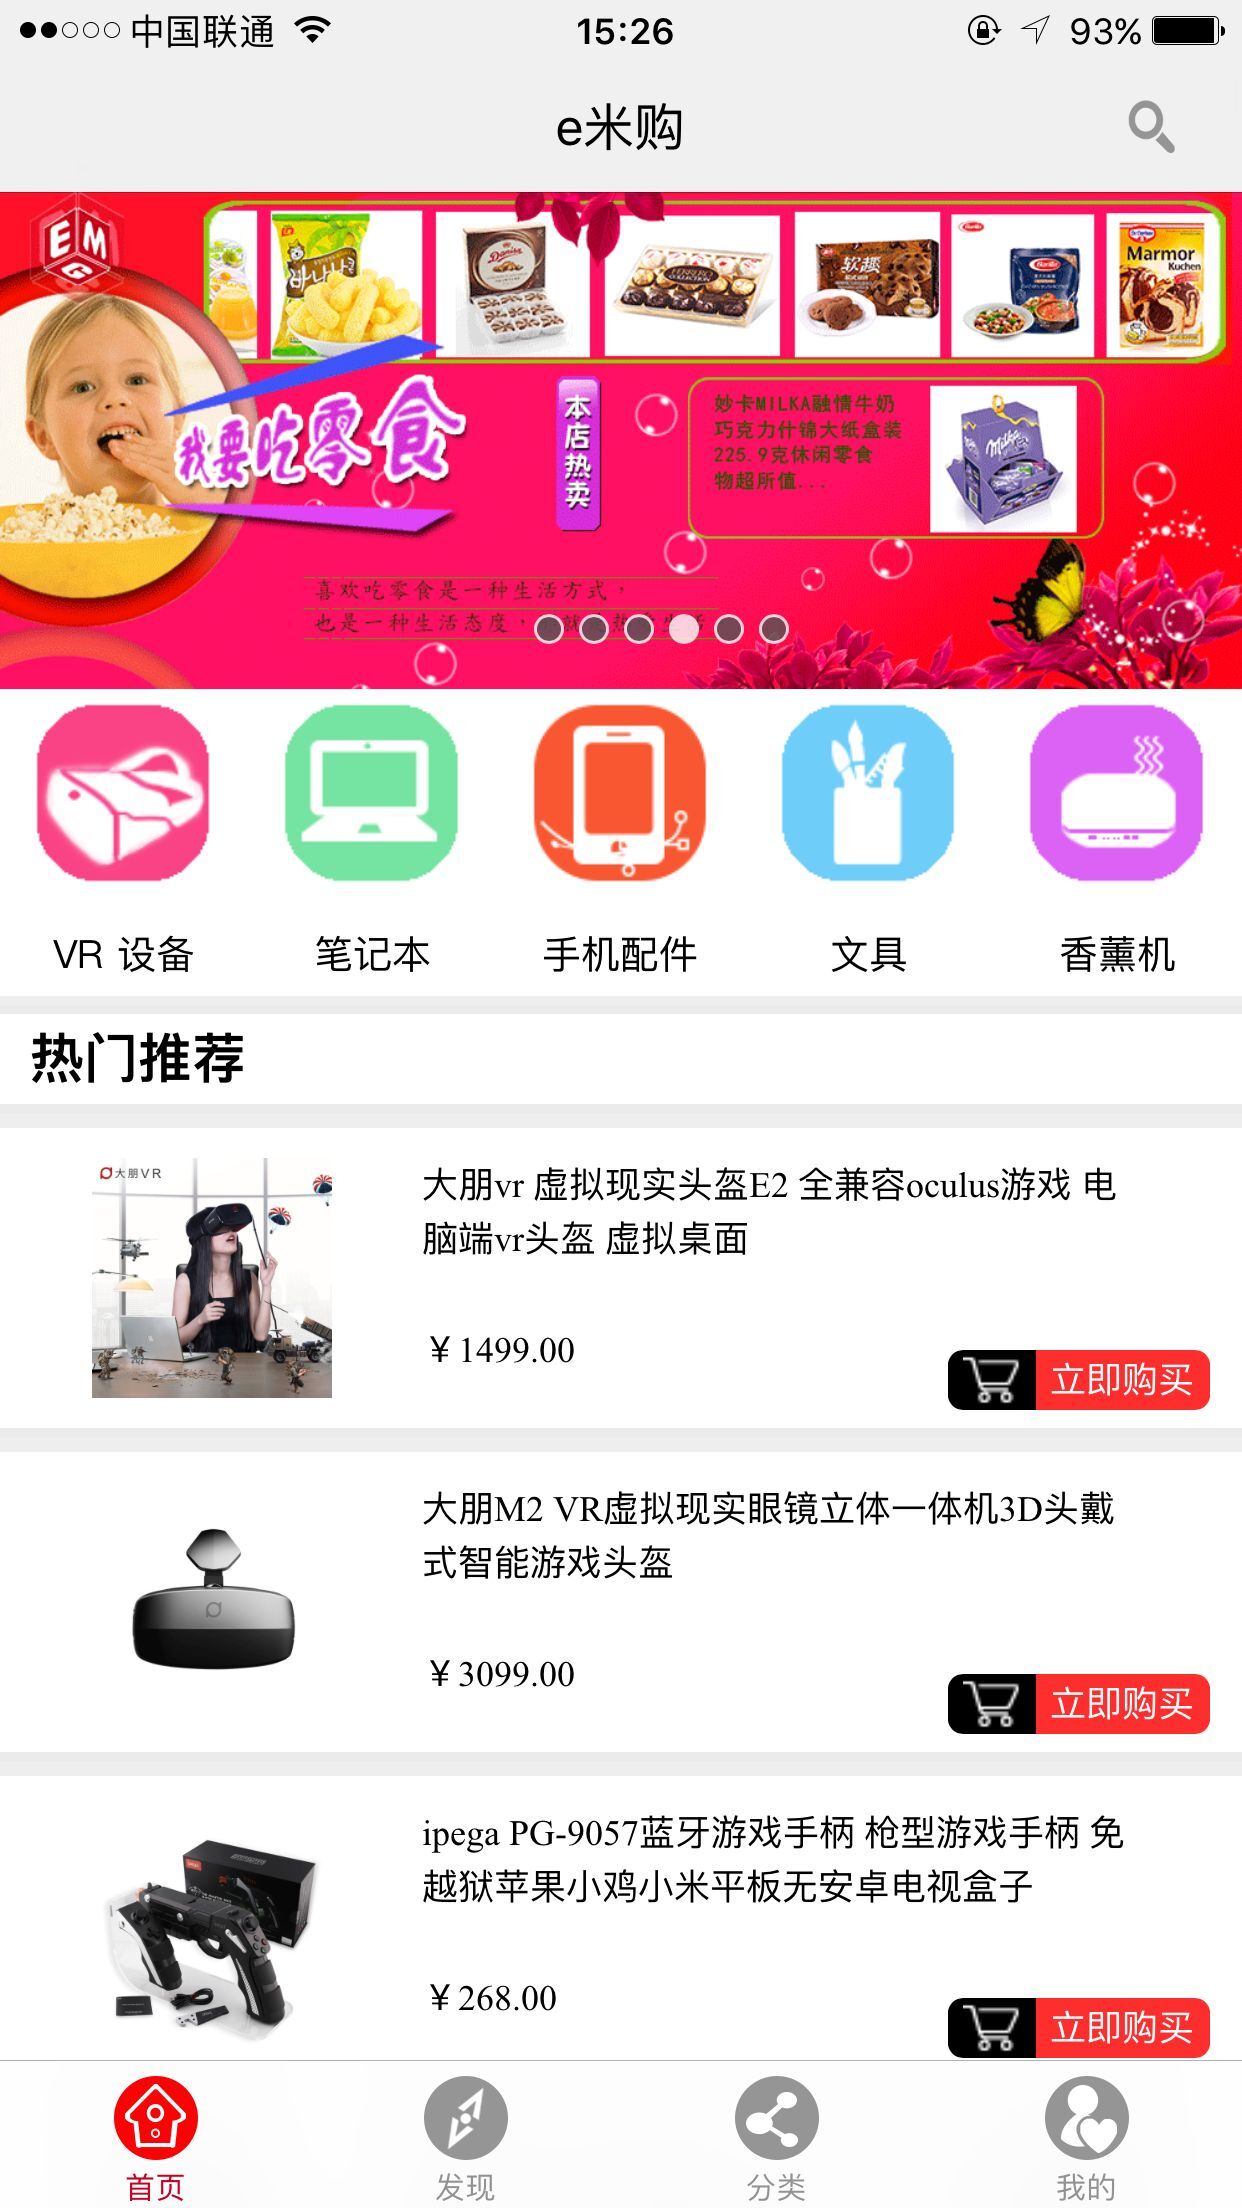 中国联通
15:26
93%
e米购
EMG
Danisa
FERRERO
COLLECTION
软趣
Barilla
Dr.Oetker
Marmor
Kuchen
我要吃零食
本店热卖
妙卡MILKA融情牛奶
巧克力什锦大纸盒装
225.9克休闲零食
物超所值...
Milka
喜欢吃零食是一种生活方式，
也是一种生活态度，
VR 设备
笔记本
手机配件
文具
香薰机
热门推荐
大朋VR
大朋vr 虚拟现实头盔E2 全兼容oculus游戏 电
脑端vr头盔 虚拟桌面
￥1499.00
立即购买
大朋M2 VR虚拟现实眼镜立体一体机3D头戴
式智能游戏头盔
￥3099.00
立即购买
ipega PG-9057蓝牙游戏手柄 枪型游戏手柄 免
越狱苹果小鸡小米平板无安卓电视盒子
￥268.00
立即购买
首页
发现
分类
我的